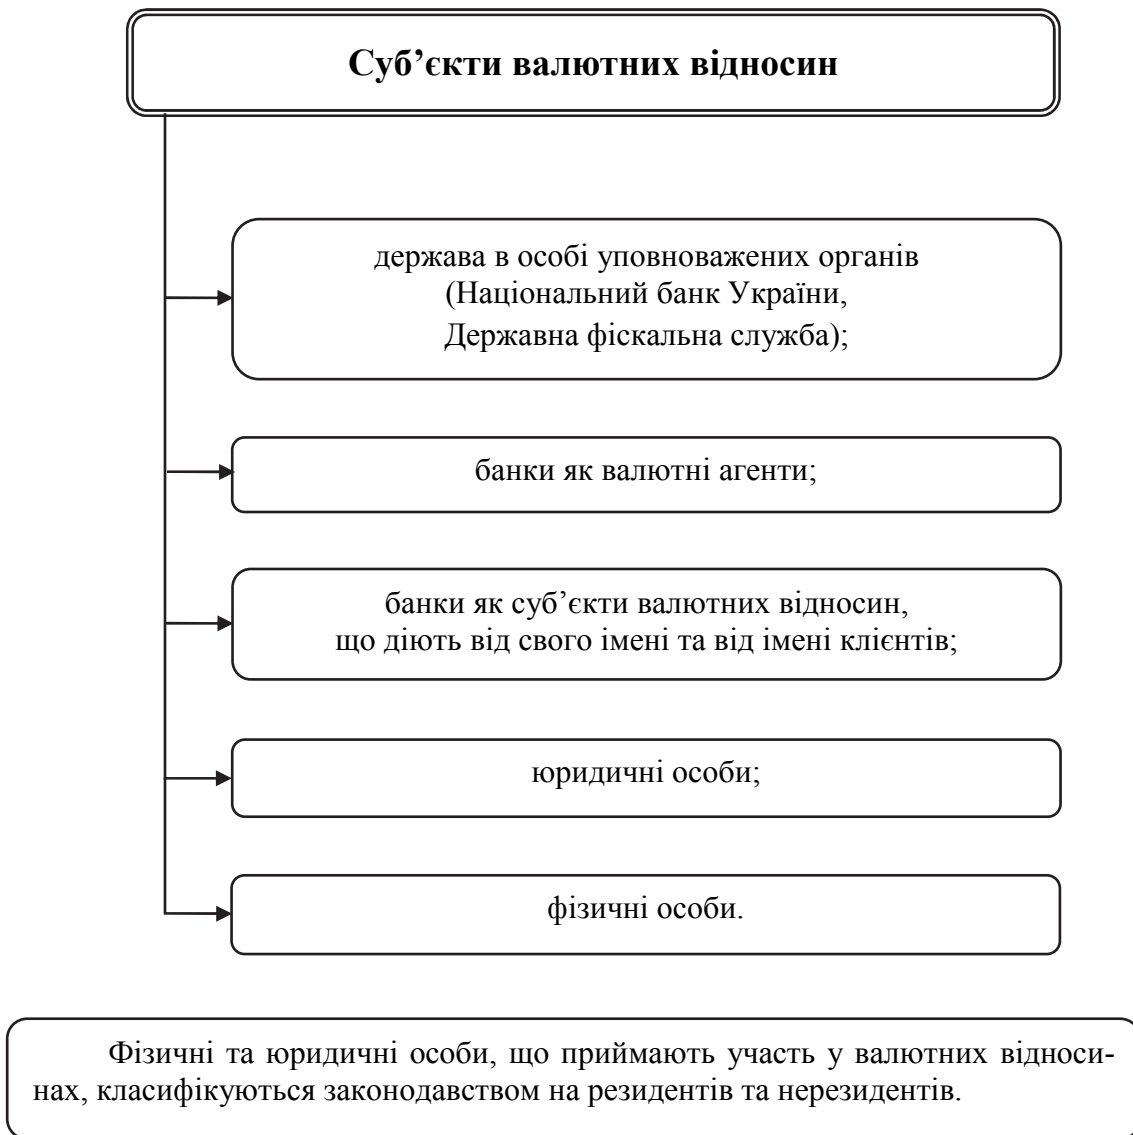 Суб’єкти валютних відносин
держава в особі уповноважених органів
(Національний банк України,
Державна фіскальна служба);
банки як валютні агенти;
банки як суб’єкти валютних відносин,
що діють від свого імені та від імені клієнтів;
юридичні особи;
фізичні особи.
Фізичні та юридичні особи, що приймають участь у валютних відноси-
нах, класифікуються законодавством на резидентів та нерезидентів.